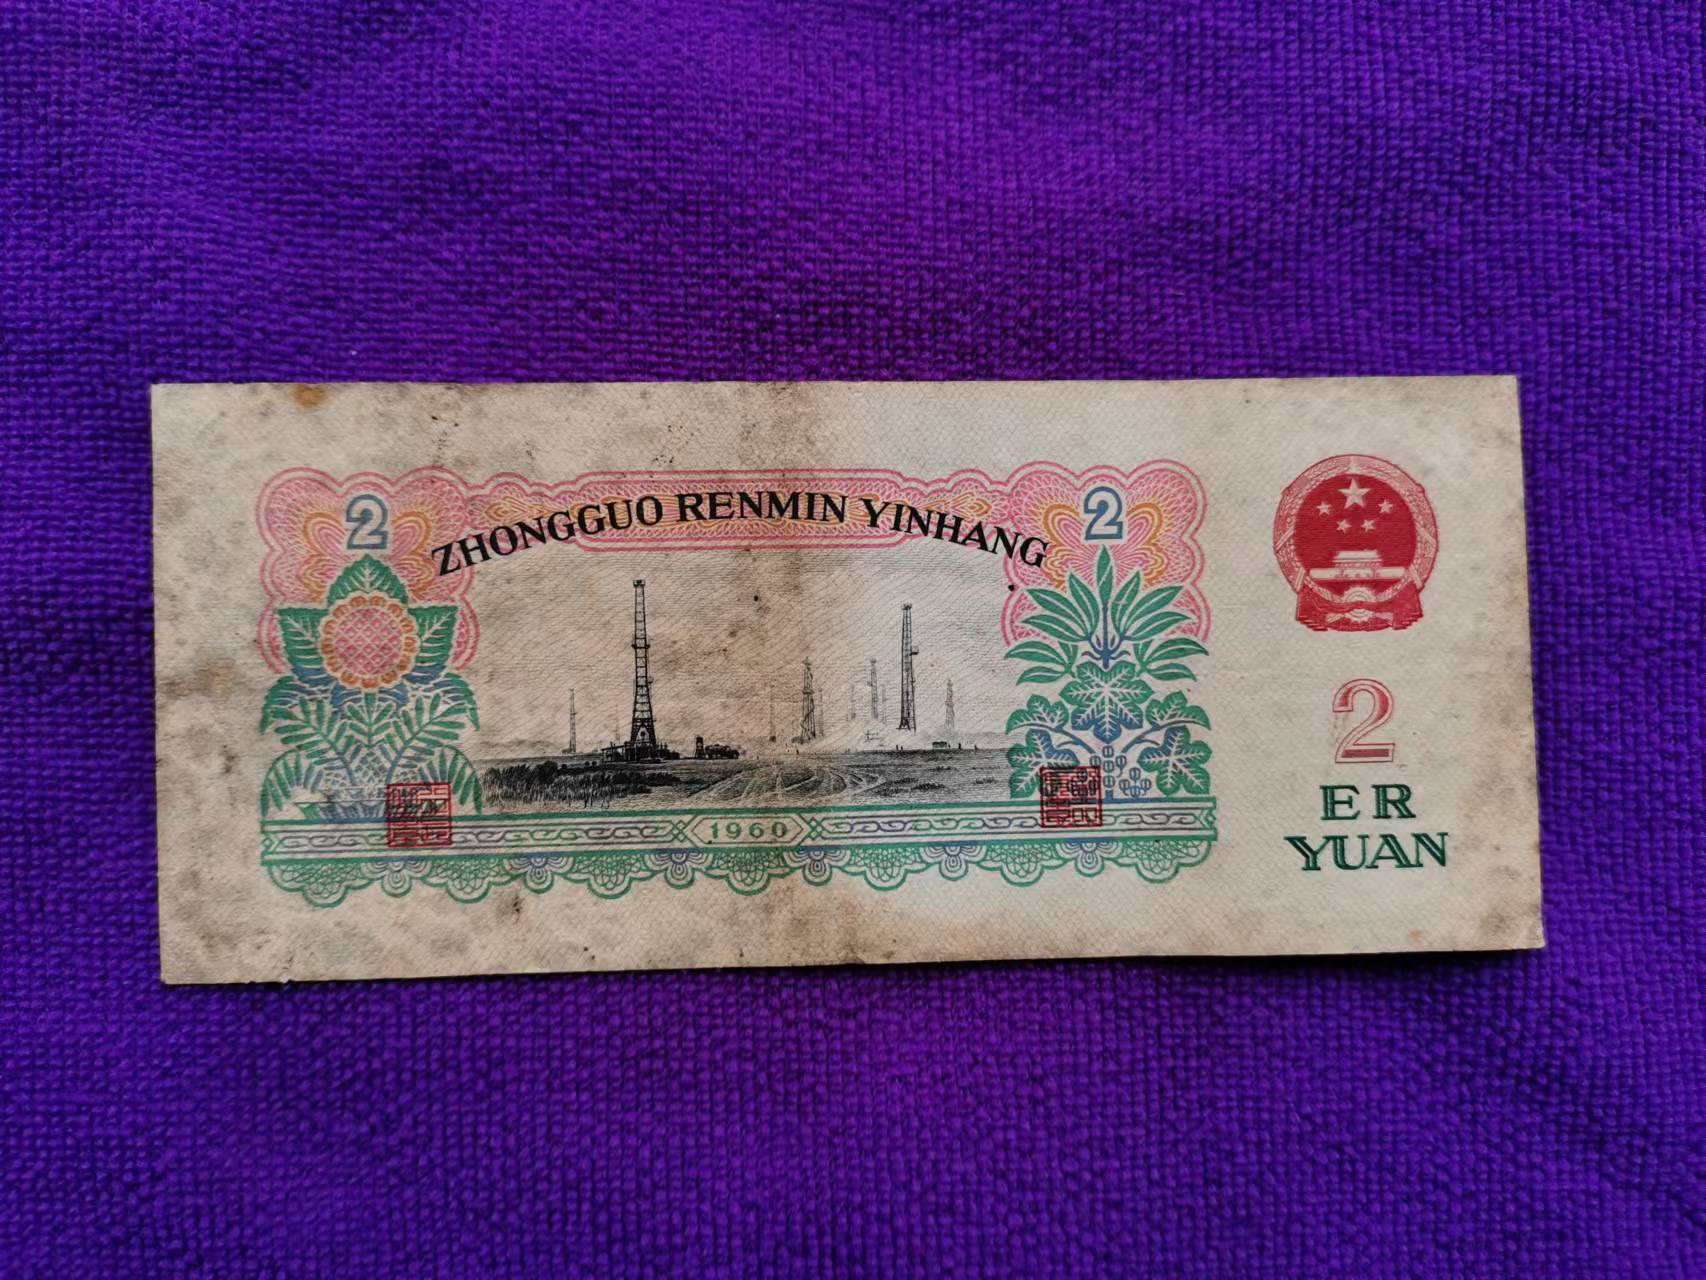 2
2
ZHONGGUO RENMIN YINHANG
1960
2
ER
YUAN